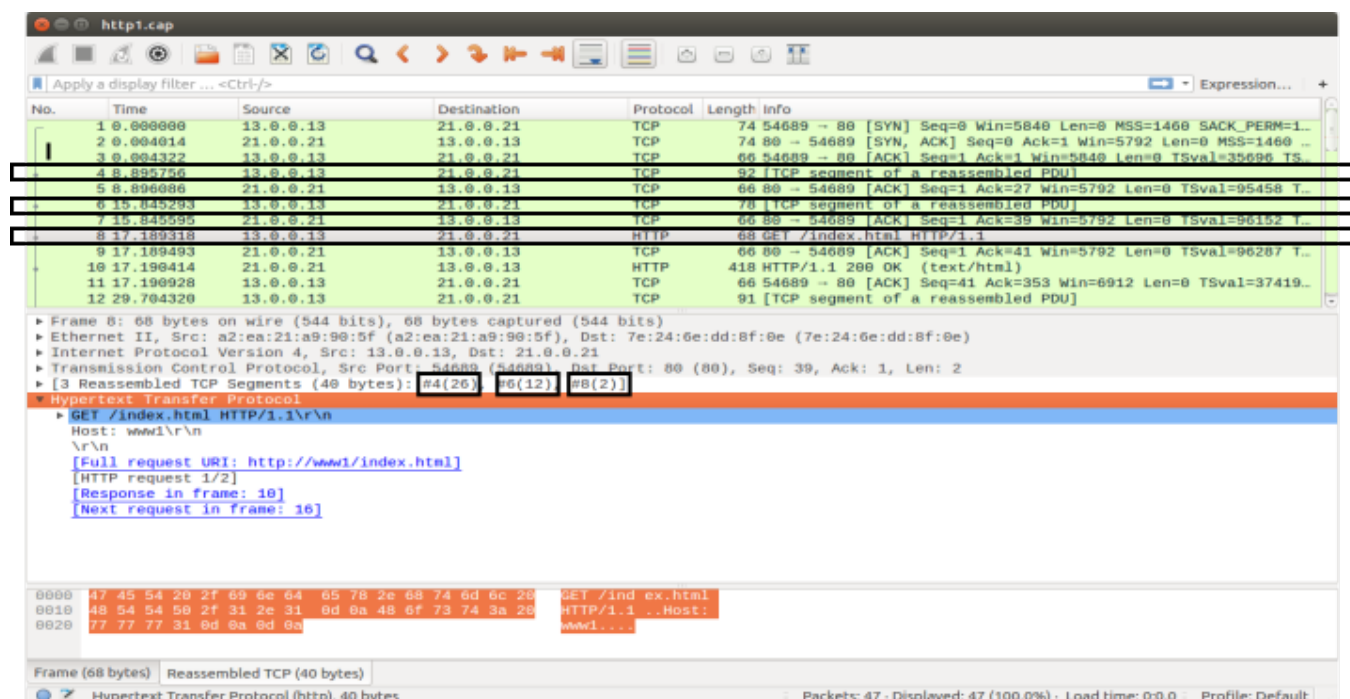 http1.cap
Apply a display filter ... <Ctrl-/>
Expression... +
No. Time Source Destination Protocol Length Info
1 0.000000 13.0.0.13 21.0.0.21 TCP 74 54689 → 80 [SYN] Seq=0 Win=5840 Len=0 MSS=1460 SACK_PERM=1...
2 0.004014 21.0.0.21 13.0.0.13 TCP 74 80 → 54689 [SYN, ACK] Seq=0 Ack=1 Win=5792 Len=0 MSS=1460 ...
3 0.004322 13.0.0.13 21.0.0.21 TCP 66 54689 → 80 [ACK] Seq=1 Ack=1 Win=5840 Len=0 TSval=35696 TS...
4 8.895756 13.0.0.13 21.0.0.21 TCP 92 [TCP segment of a reassembled PDU]
5 8.896086 21.0.0.21 13.0.0.13 TCP 66 80 → 54689 [ACK] Seq=1 Ack=27 Win=5792 Len=0 TSval=95458 T...
6 15.845293 13.0.0.13 21.0.0.21 TCP 78 [TCP segment of a reassembled PDU]
7 15.845595 21.0.0.21 13.0.0.13 TCP 66 80 → 54689 [ACK] Seq=1 Ack=39 Win=5792 Len=0 TSval=96152 T...
8 17.189318 13.0.0.13 21.0.0.21 HTTP 68 GET /index.html HTTP/1.1
9 17.189493 21.0.0.21 13.0.0.13 TCP 66 80 → 54689 [ACK] Seq=1 Ack=41 Win=5792 Len=0 TSval=96287 T...
10 17.190414 21.0.0.21 13.0.0.13 HTTP 418 HTTP/1.1 200 OK (text/html)
11 17.190928 13.0.0.13 21.0.0.21 TCP 66 54689 → 80 [ACK] Seq=41 Ack=353 Win=6912 Len=0 TSval=37419...
12 29.704320 13.0.0.13 21.0.0.21 TCP 91 [TCP segment of a reassembled PDU]
Frame 8: 68 bytes on wire (544 bits), 68 bytes captured (544 bits)
Ethernet II, Src: a2:ea:21:a9:90:5f (a2:ea:21:a9:90:5f), Dst: 7e:24:6e:dd:8f:0e (7e:24:6e:dd:8f:0e)
Internet Protocol Version 4, Src: 13.0.0.13, Dst: 21.0.0.21
Transmission Control Protocol, Src Port: 54689 (54689), Dst Port: 80 (80), Seq: 39, Ack: 1, Len: 2
[3 Reassembled TCP Segments (40 bytes): #4(26), #6(12), #8(2)]
Hypertext Transfer Protocol
GET /index.html HTTP/1.1\r\n
Host: www1\r\n
\r\n
[Full request URI: http://www1/index.html]
[HTTP request 1/2]
[Response in frame: 10]
[Next request in frame: 16]
0000 47 45 54 20 2f 69 6e 64 65 78 2e 68 74 6d 6c 20 GET /ind ex.html
0010 48 54 54 50 2f 31 2e 31 0d 0a 48 6f 73 74 3a 20 HTTP/1.1 ..Host:
0020 77 77 77 31 0d 0a 0d 0a www1....
Frame (68 bytes) Reassembled TCP (40 bytes)
Hypertext Transfer Protocol (http), 40 bytes Packets: 47 · Displayed: 47 (100.0%) · Load time: 0:0.0 Profile: Default